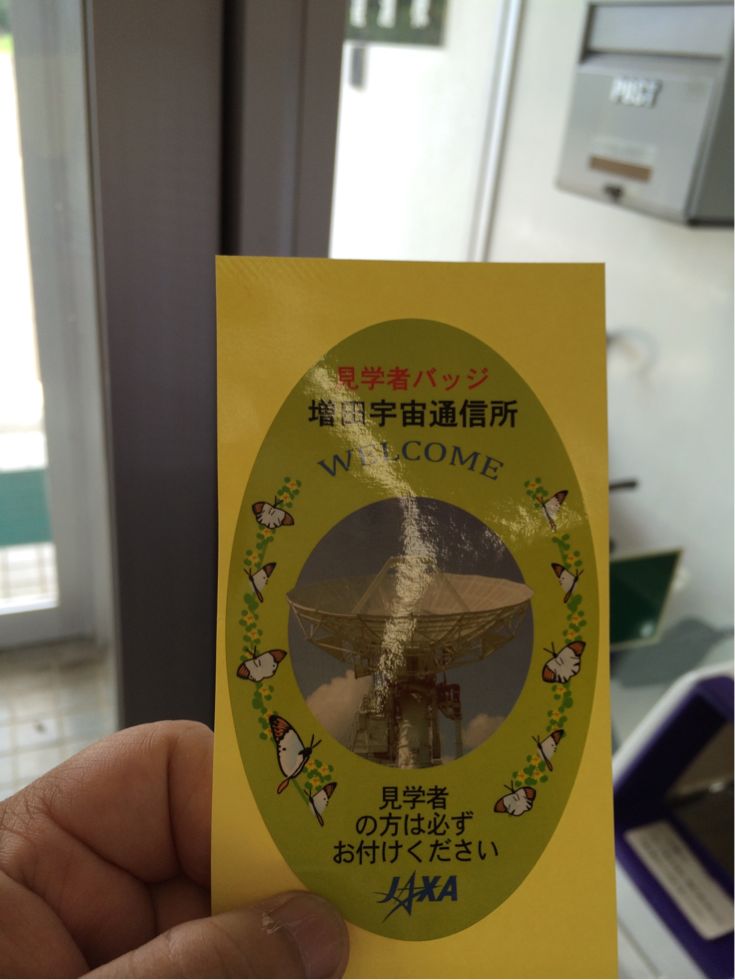 POST
見学者バッジ
増田宇宙通信所
WELCOME
見学者
の方は必ず
お付けください
JAXA